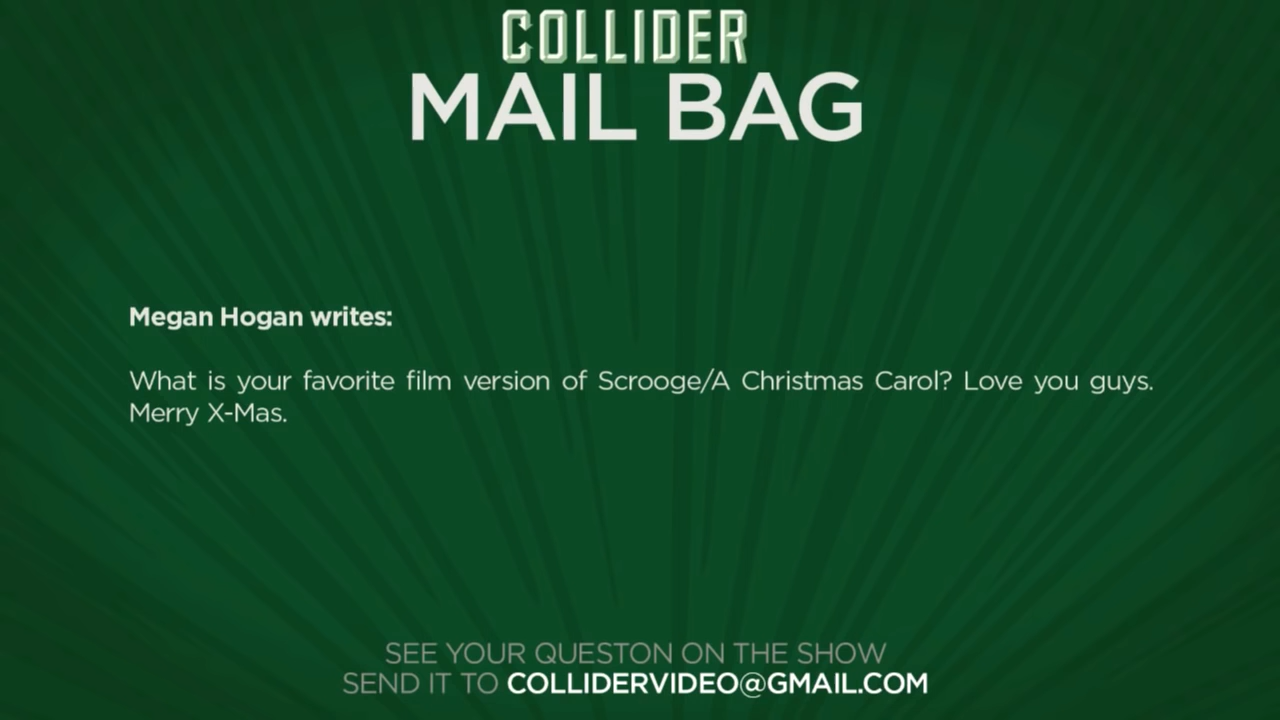 COLLIDER
MAIL BAG
Megan Hogan writes:
What is your favorite film version of Scrooge/A Christmas Carol? Love you guys.
Merry X-Mas.
SEE YOUR QUESTON ON THE SHOW
SEND IT TO COLLIDERVIDEO@GMAIL.COM